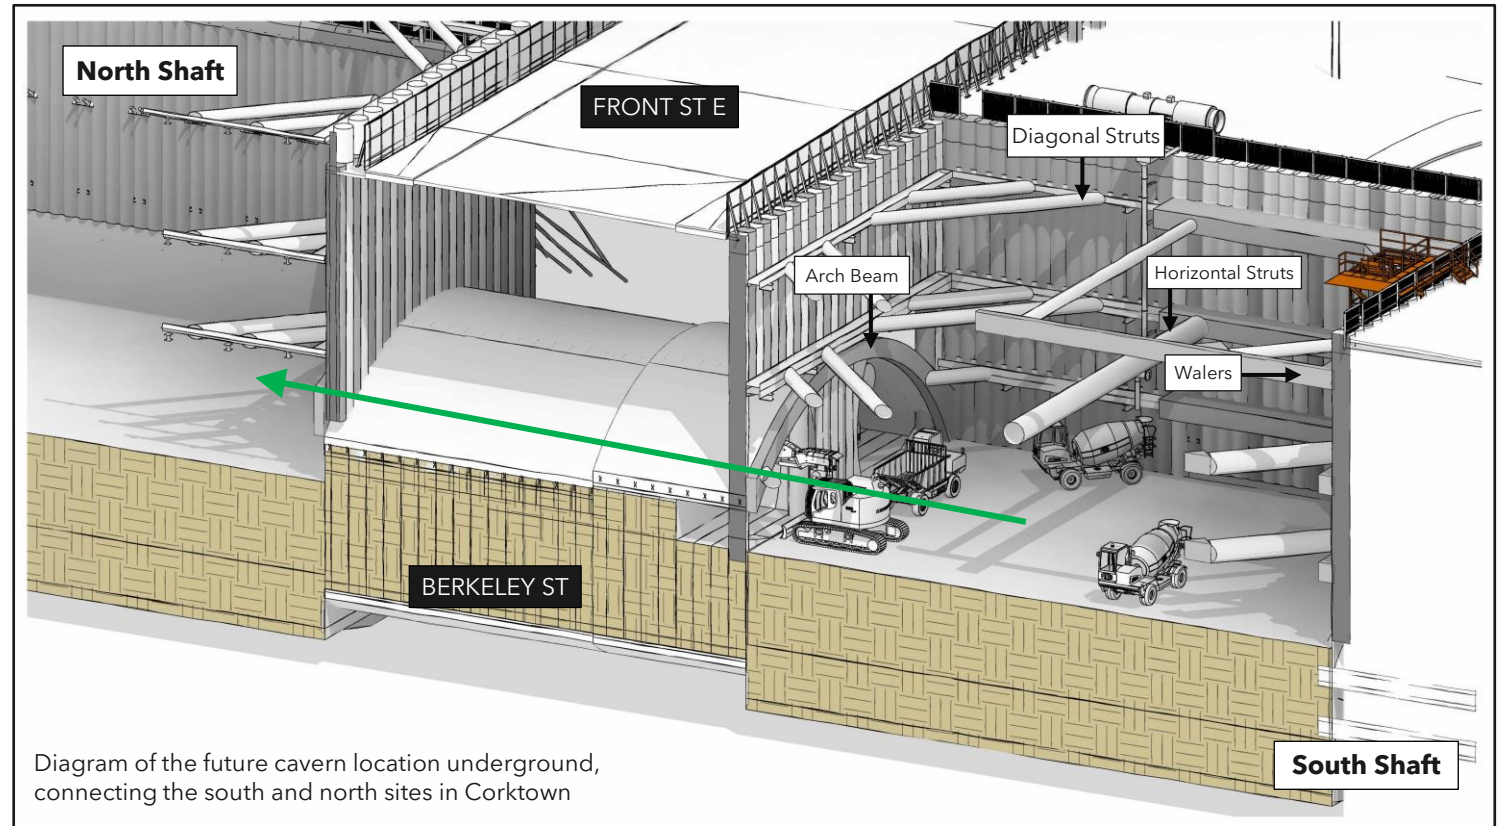 North Shaft
FRONT ST E
Diagonal Struts
Arch Beam
Horizontal Struts
Walers
BERKELEY ST
South Shaft
Diagram of the future cavern location underground,
connecting the south and north sites in Corktown